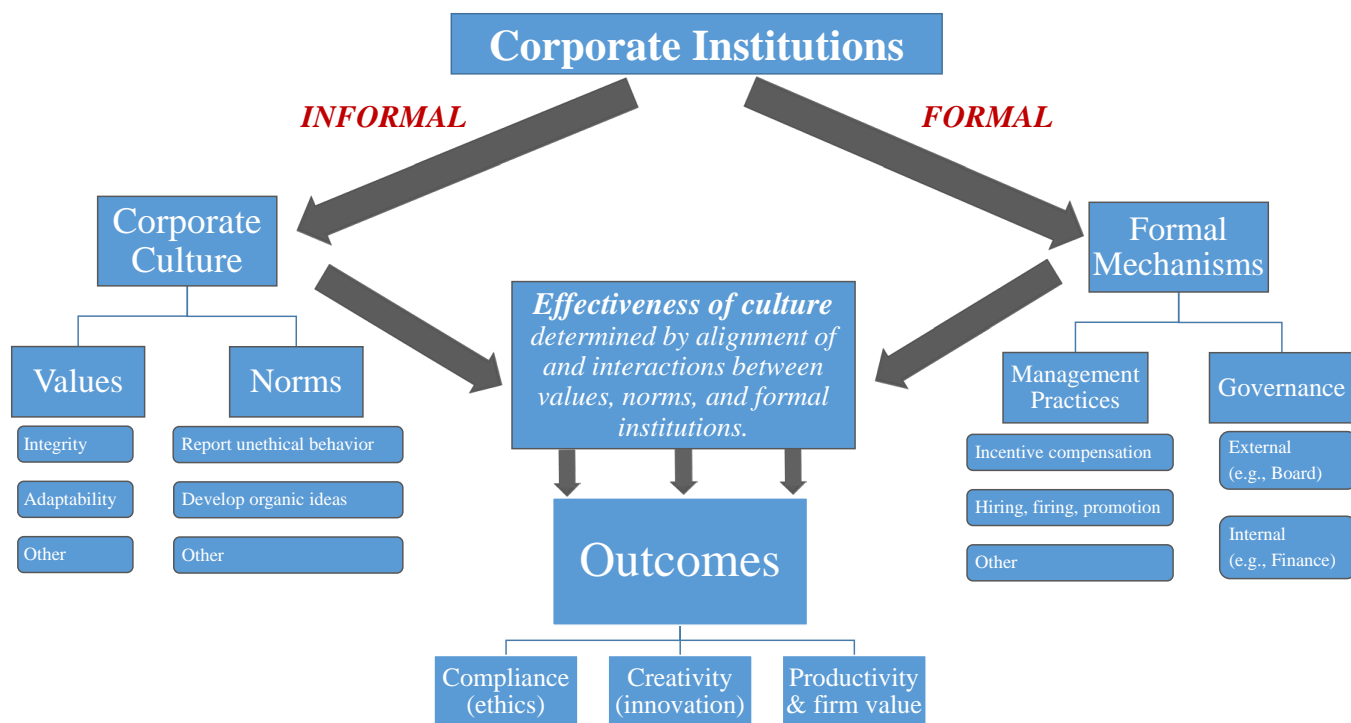 Corporate Institutions
INFORMAL
FORMAL
Corporate
Culture
Formal
Mechanisms
Effectiveness of culture
determined by alignment of
and interactions between
values, norms, and formal
institutions.
Values
Norms
Management
Practices
Governance
Integrity
Adaptability
Other
Report unethical behavior
Develop organic ideas
Other
Incentive compensation
Hiring, firing, promotion
Other
External
(e.g., Board)
Internal
(e.g., Finance)
Outcomes
Compliance
(ethics)
Creativity
(innovation)
Productivity
& firm value